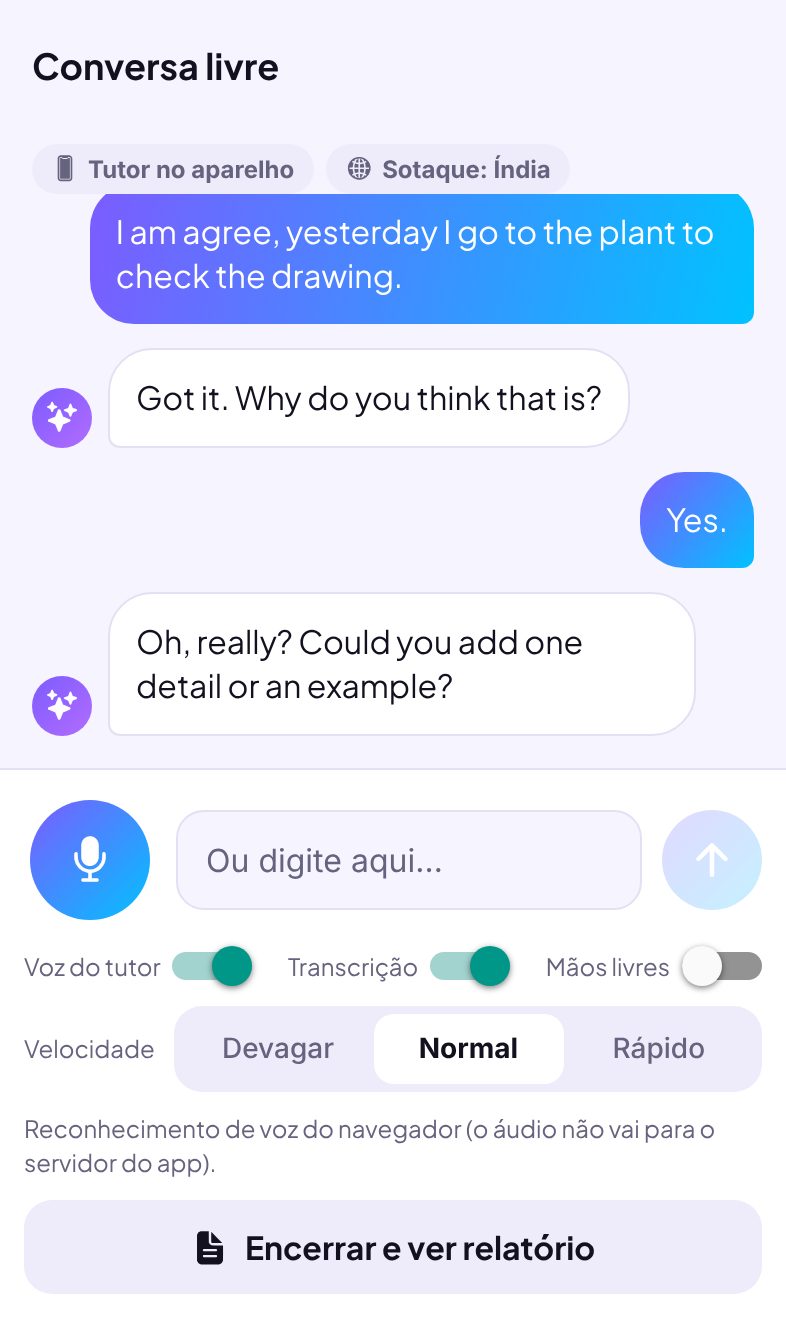 Conversa livre
Tutor no aparelho
Sotaque: Índia
I am agree, yesterday I go to the plant to
check the drawing.
Got it. Why do you think that is?
Yes.
Oh, really? Could you add one
detail or an example?
Ou digite aqui...
Voz do tutor
Transcrição
Mãos livres
Velocidade
Devagar
Normal
Rápido
Reconhecimento de voz do navegador (o áudio não vai para o
servidor do app).
Encerrar e ver relatório